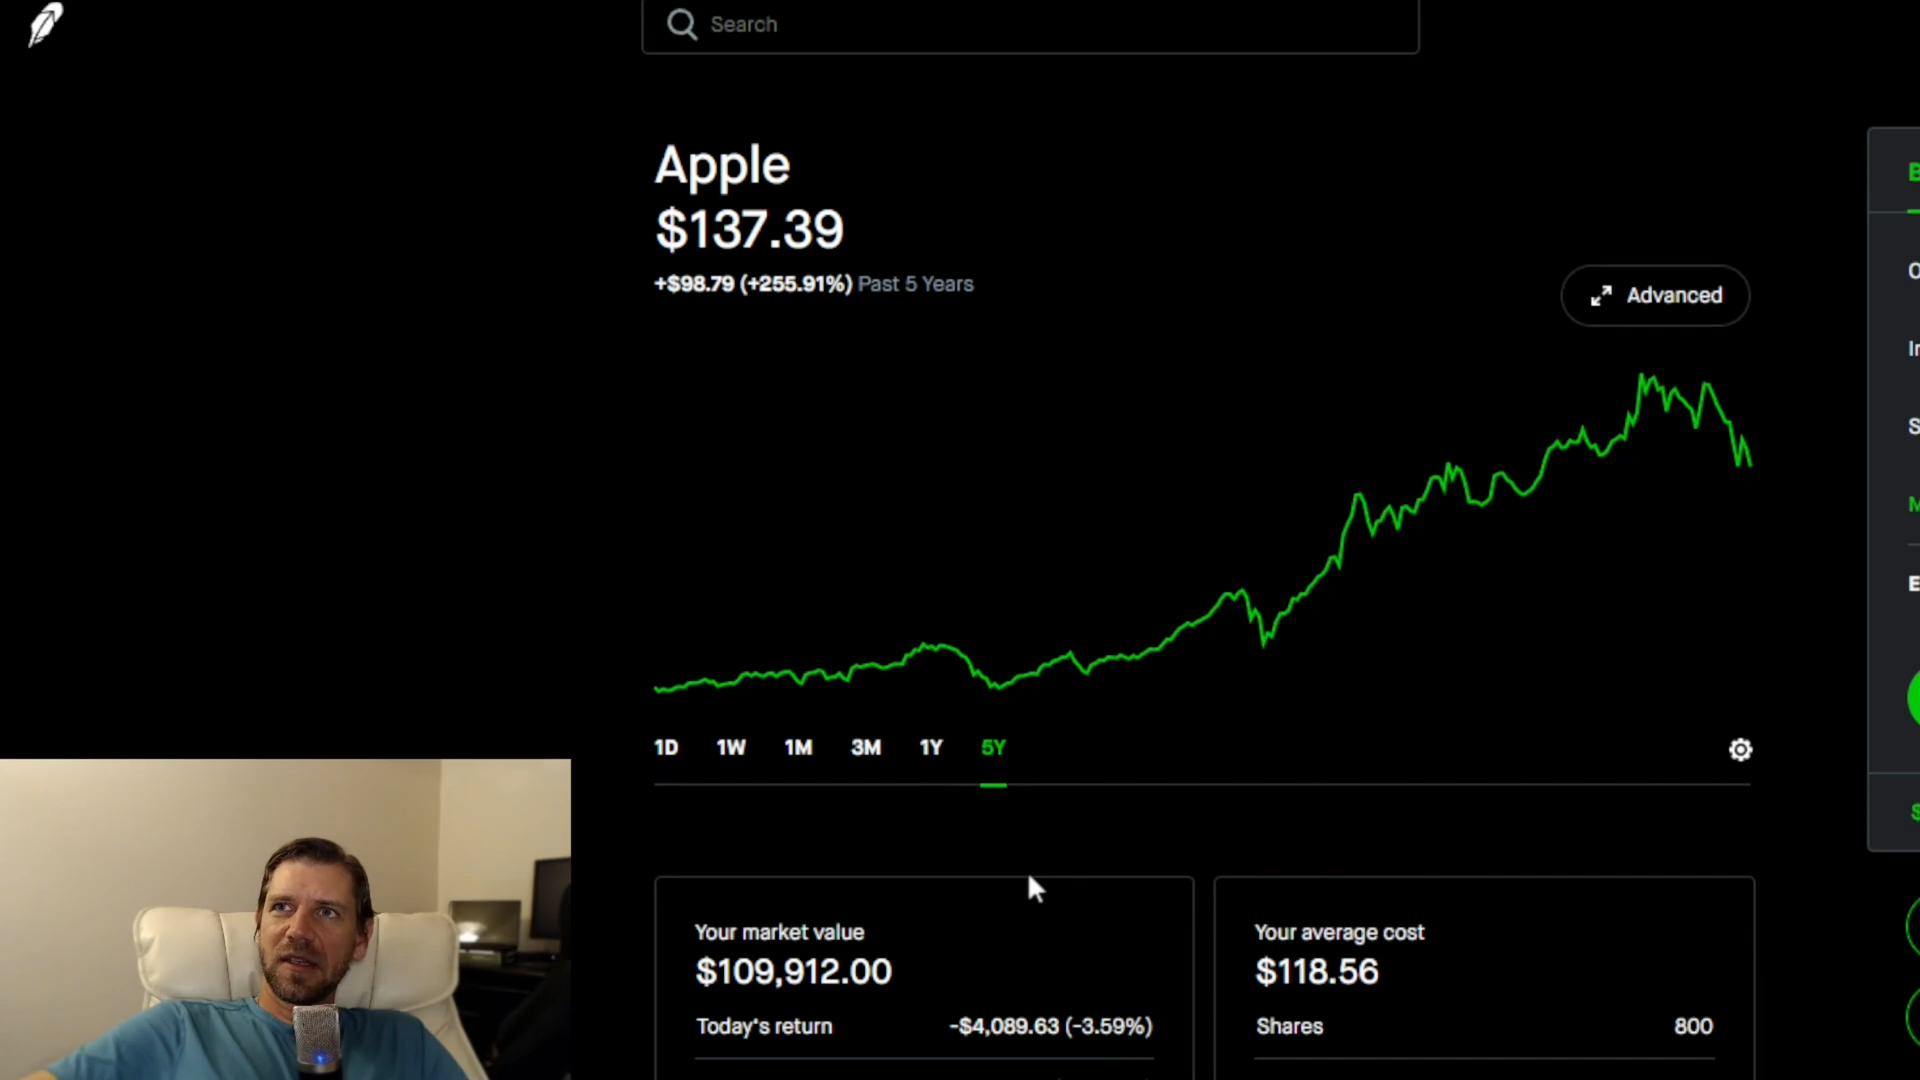 Search
Apple
$137.39
+$98.79 (+255.91%) Past 5 Years
Advanced
1D 1W 1M 3M 1Y 5Y
Your market value
$109,912.00
Today's return -$4,089.63 (-3.59%)
Your average cost
$118.56
Shares 800